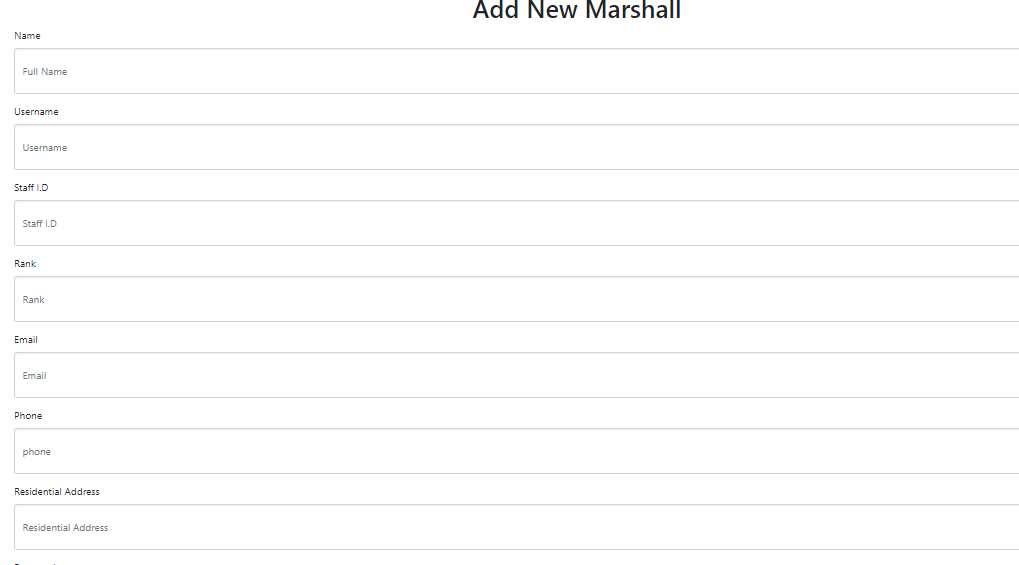 Add New Marshall
Name
Full Name
Username
Username
Staff I.D
Staff I.D
Rank
Rank
Email
Email
Phone
phone
Residential Address
Residential Address